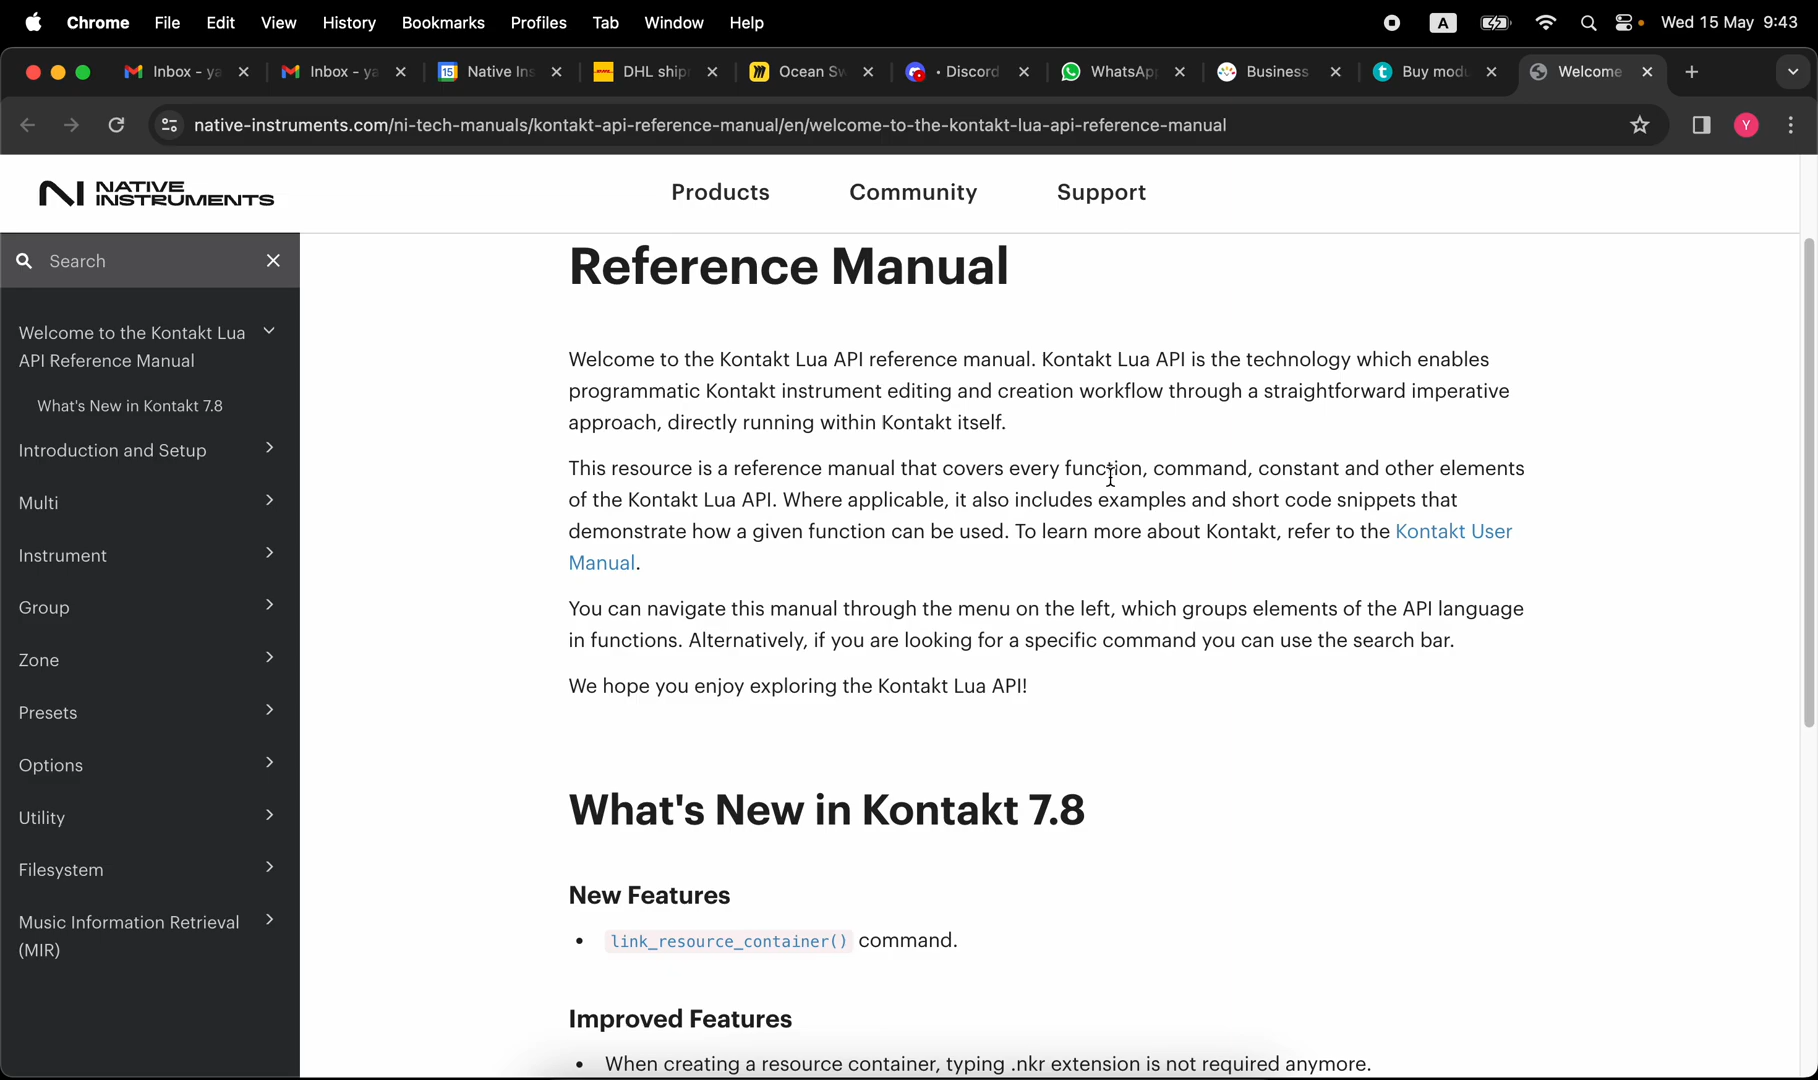 Chrome File Edit View History Bookmarks Profiles Tab Window Help A Wed 15 May 9:43
Inbox - ya Inbox - ya 15 Native Ins DHL ship Ocean Sw • Discord WhatsApp Business Buy modu Welcome
native-instruments.com/ni-tech-manuals/kontakt-api-reference-manual/en/welcome-to-the-kontakt-lua-api-reference-manual Y
NATIVE
INSTRUMENTS
Products Community Support
Search
Welcome to the Kontakt Lua
API Reference Manual
What's New in Kontakt 7.8
Introduction and Setup
Multi
Instrument
Group
Zone
Presets
Options
Utility
Filesystem
Music Information Retrieval
(MIR)
Reference Manual
Welcome to the Kontakt Lua API reference manual. Kontakt Lua API is the technology which enables
programmatic Kontakt instrument editing and creation workflow through a straightforward imperative
approach, directly running within Kontakt itself.
This resource is a reference manual that covers every function, command, constant and other elements
of the Kontakt Lua API. Where applicable, it also includes examples and short code snippets that
demonstrate how a given function can be used. To learn more about Kontakt, refer to the Kontakt User
Manual.
You can navigate this manual through the menu on the left, which groups elements of the API language
in functions. Alternatively, if you are looking for a specific command you can use the search bar.
We hope you enjoy exploring the Kontakt Lua API!
What's New in Kontakt 7.8
New Features
• link_resource_container() command.
Improved Features
• When creating a resource container, typing .nkr extension is not required anymore.